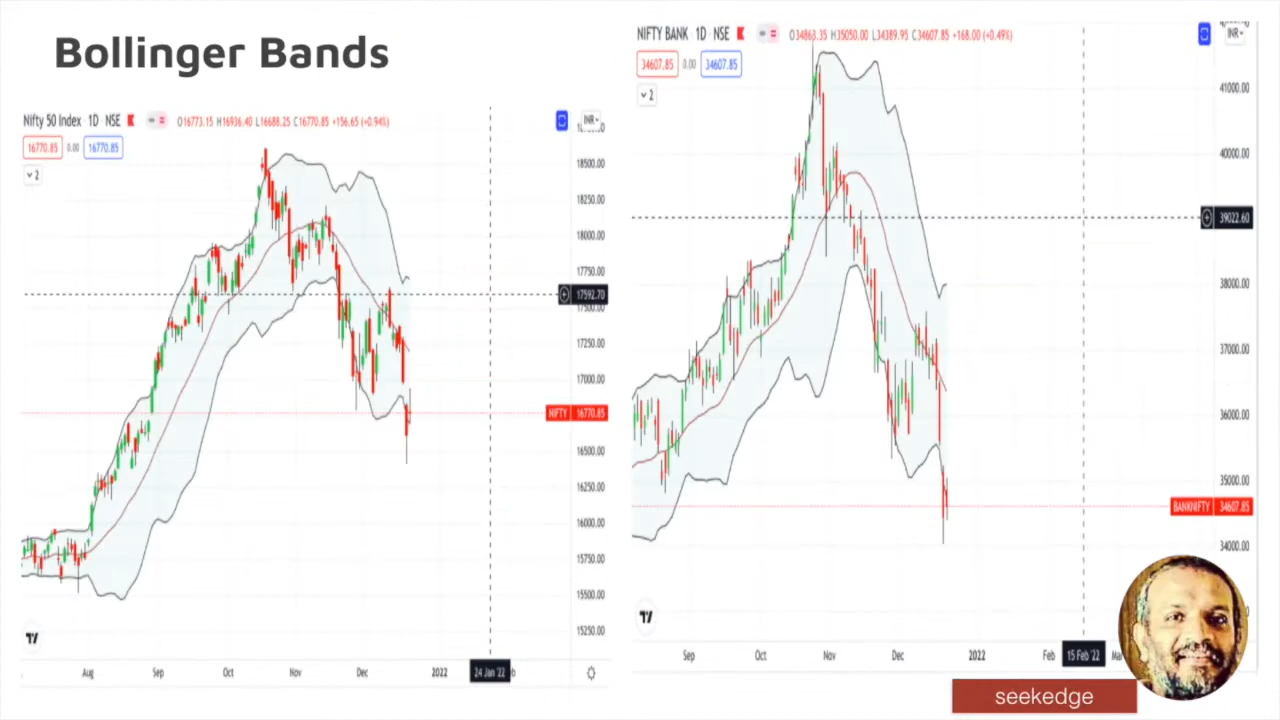 Bollinger Bands
Nifty 50 Index · 1D · NSE
O16773.15 H16936.40 L16688.25 C16770.85 +156.65 (+0.94%)
INR
16770.85 0.00 16770.85
2
18500.00
18250.00
18000.00
17750.00
17592.70
17500.00
17250.00
17000.00
NIFTY 16770.85
16500.00
16250.00
16000.00
15750.00
15500.00
15250.00
Aug Sep Oct Nov Dec 2022 24 Jan '22
NIFTY BANK · 1D · NSE
O34863.35 H35050.00 L34389.95 C34607.85 +168.00 (+0.49%)
INR
34607.85 0.00 34607.85
2
41000.00
40000.00
39022.60
38000.00
37000.00
36000.00
35000.00
BANKNIFTY 34607.85
34000.00
Sep Oct Nov Dec 2022 Feb 15 Feb '22
seekedge